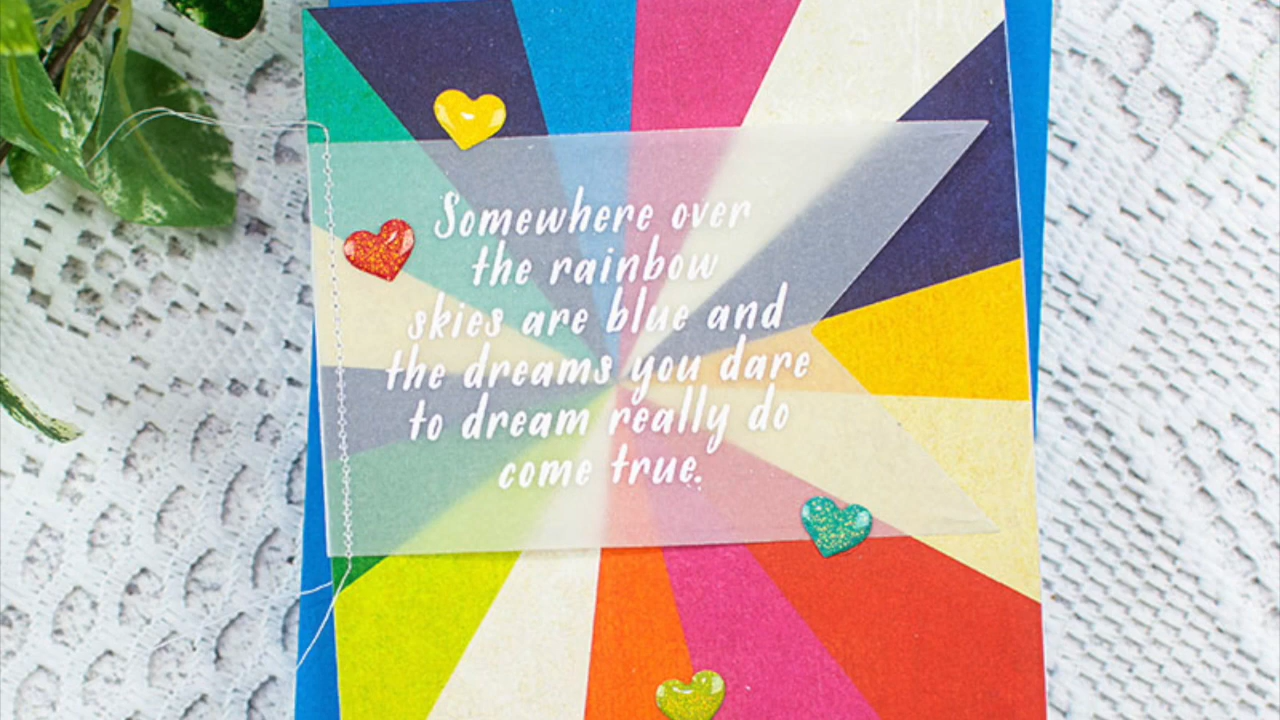 Somewhere over
the rainbow
skies are blue and
the dreams you dare
to dream really do
come true.